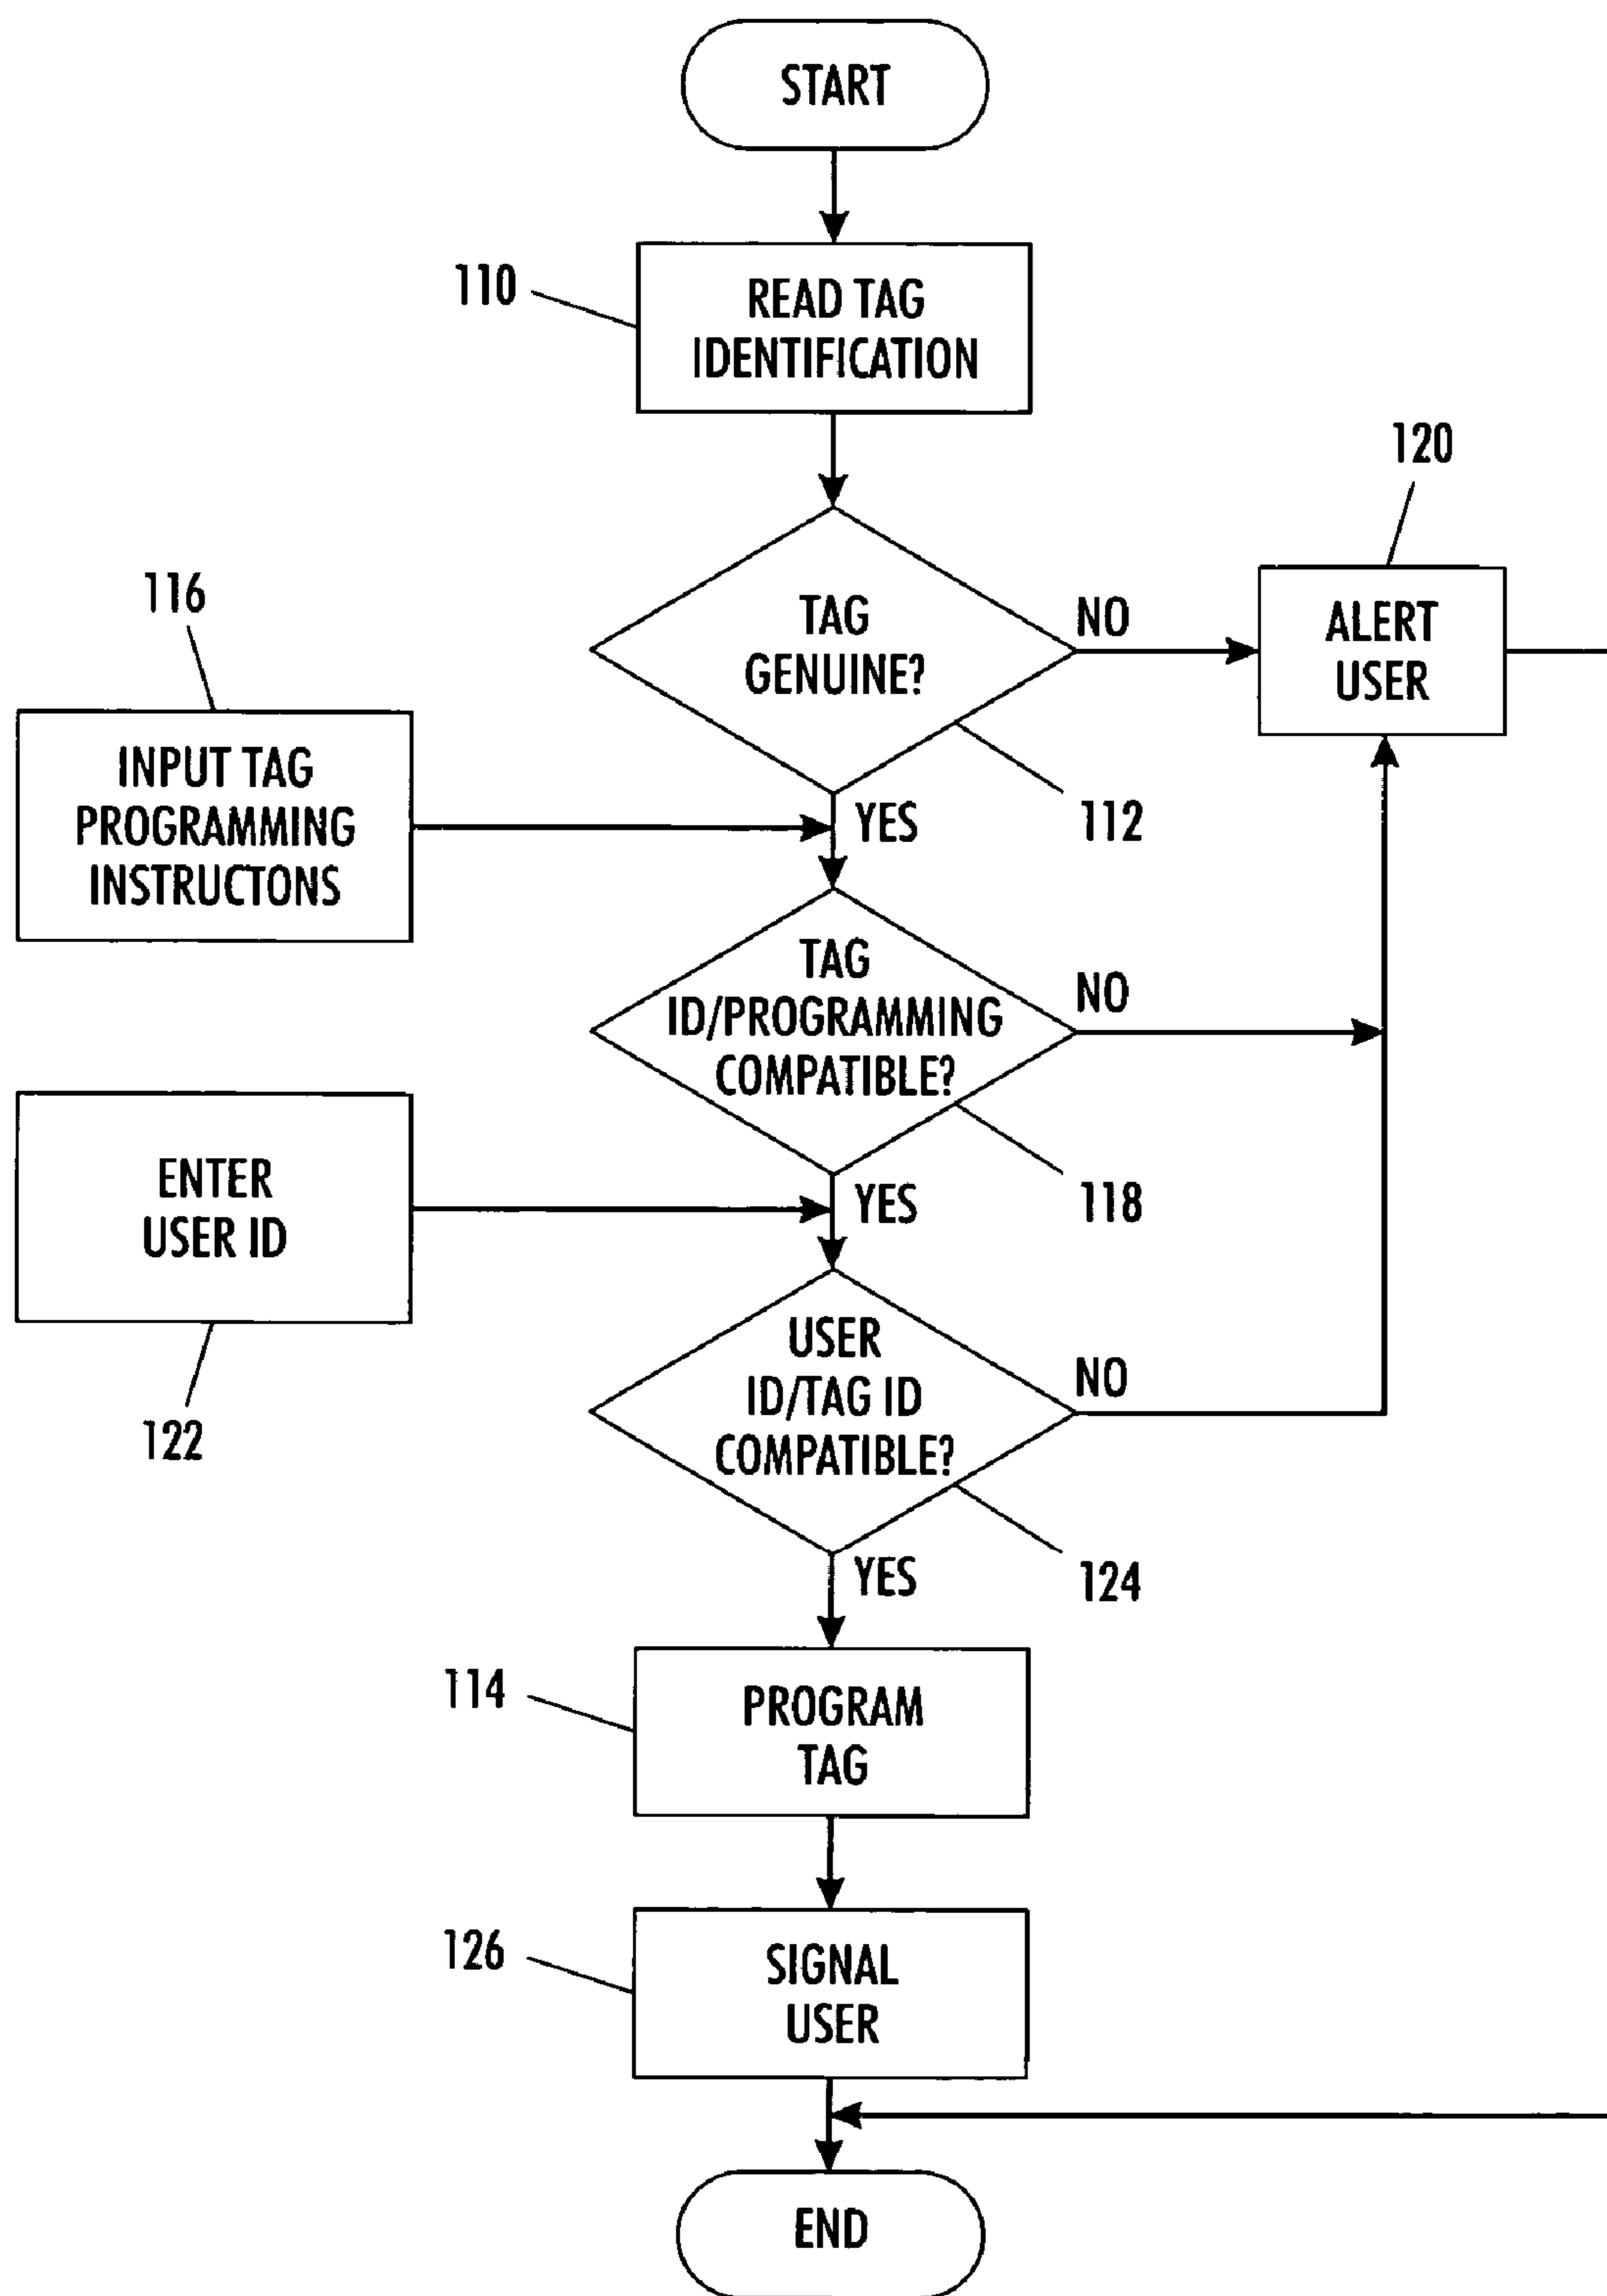 START
110
READ TAG
IDENTIFICATION
120
116
TAG
GENUINE?
NO
ALERT
USER
INPUT TAG
PROGRAMMING
INSTRUCTONS
YES
112
TAG
ID/PROGRAMMING
COMPATIBLE?
NO
ENTER
USER ID
YES
118
122
USER
ID/TAG ID
COMPATIBLE?
NO
YES
124
114
PROGRAM
TAG
126
SIGNAL
USER
END